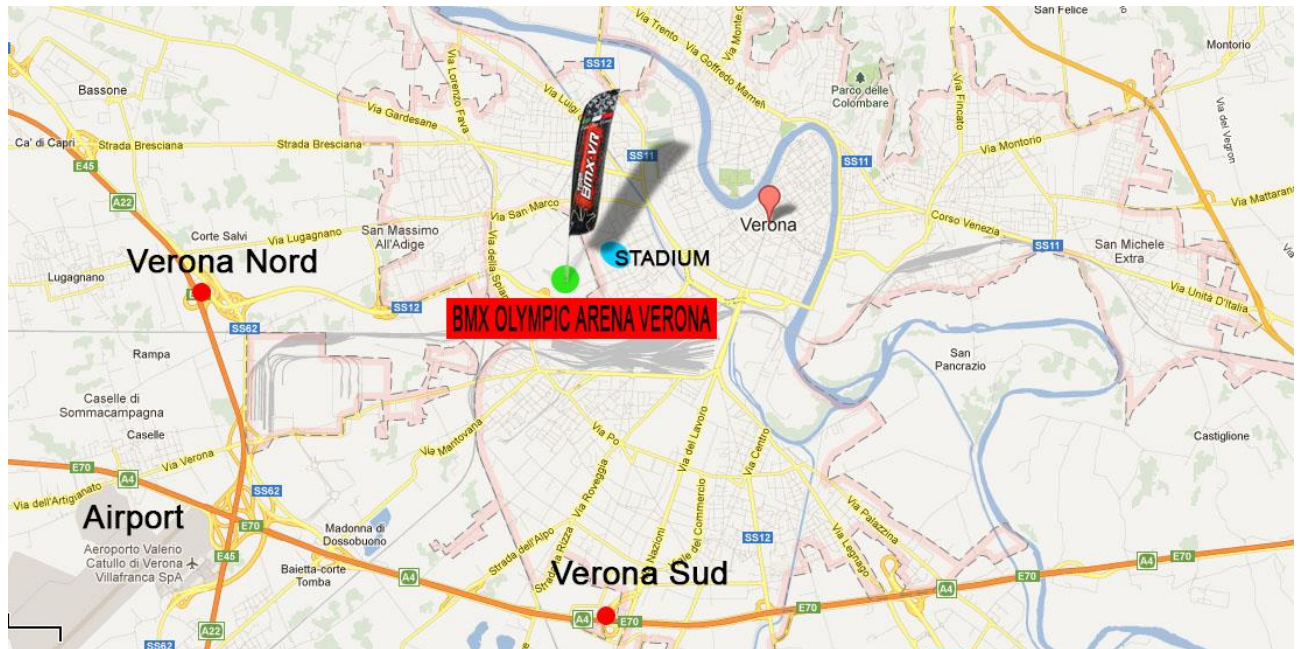 San Felice
Via Trento
Via Goffredo Mameli
SS12
Montorio
Bassone
Via Lorenzo Fava
Parco delle
Colombare
Via Fincato
Via Gardesane
Ca' di Capri
Strada Bresciana
Strada Bresciana
SS11
SS11
Via Montorio
Via del Vegron
E45
BMX-VR
A22
Via San Marco
Verona
Via Mattarana
Corte Salvi
Via Lugagnano
San Massimo
All'Adige
Corso Venezia
SS11
San Michele
Extra
Verona Nord
STADIUM
Lugagnano
SS12
Via Unità D'Italia
BMX OLYMPIC ARENA VERONA
SS62
Rampa
San
Pancrazio
Caselle di
Sommacampagna
Caselle
Via Mantovana
Via Po
Via del Lavoro
Via Centro
Castiglione
Via Verona
E70
A4
Via Roveggia
SS62
Via dell'Artigianato
A4
Airport
E70
Madonna di
Dossobuono
SS12
Via Palazzina
E45
Aeroporto Valerio
Catullo di Verona
Villafranca SpA
Baietta-corte
Tomba
Strada dell'Alpo
Via Legnago
E70
A4
Verona Sud
A4
E70
A4
E70
A22
SS62